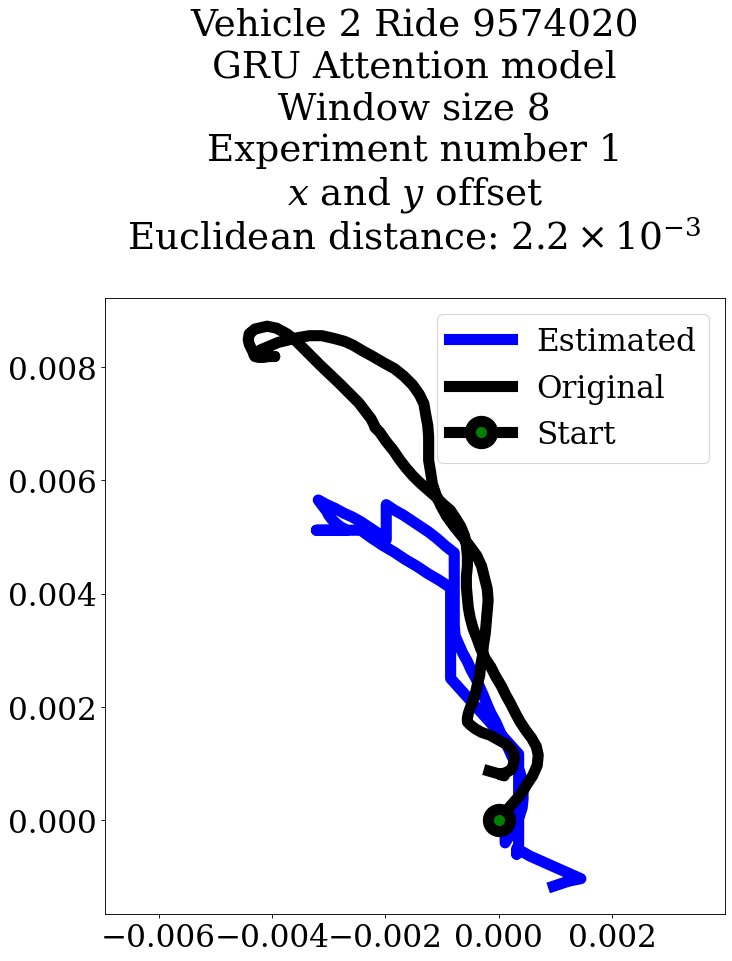 Vehicle 2 Ride 9574020
GRU Attention model
Window size 8
Experiment number 1
x and y offset
Euclidean distance: 2.2 × 10⁻³
Estimated
Original
Start
0.008
0.006
0.004
0.002
0.000
−0.006 −0.004 −0.002 0.000 0.002